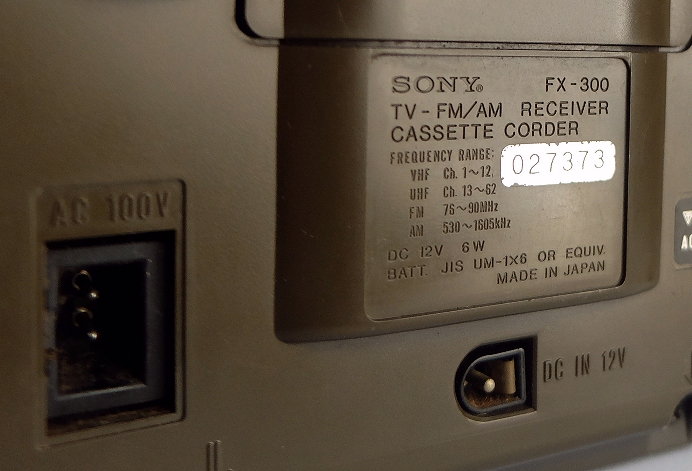 SONY® FX-300
TV-FM/AM RECEIVER
CASSETTE CORDER
FREQUENCY RANGE:
027373
VHF Ch. 1~12,
UHF Ch. 13~62
FM 76~90MHz
AM 530~1605kHz
DC 12V 6W
BATT. JIS UM-1X6 OR EQUIV.
MADE IN JAPAN
AC 100V
DC IN 12V